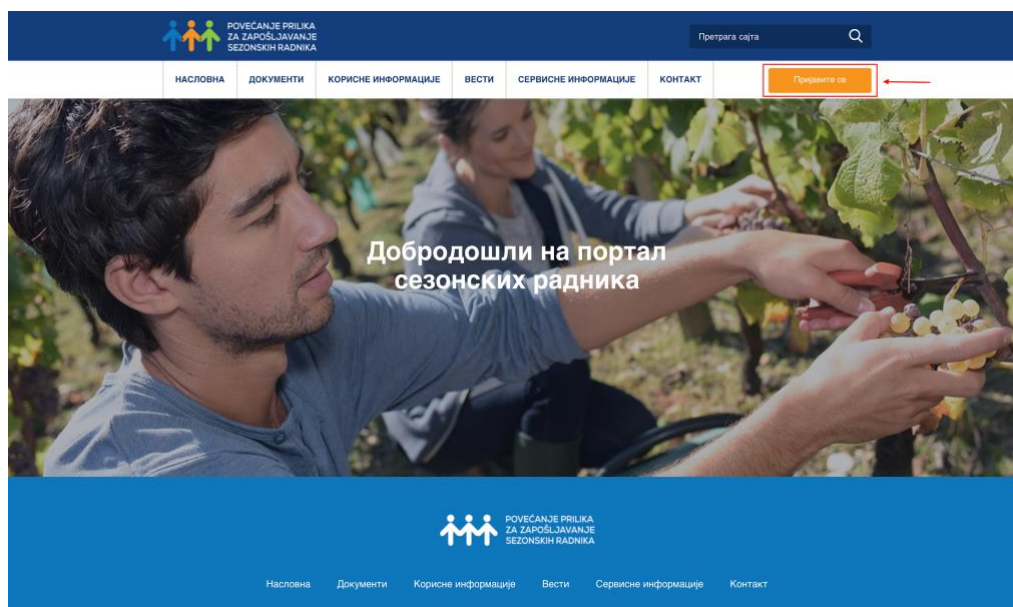 POVEĆANJE PRILIKA
ZA ZAPOŠLJAVANJE
SEZONSKIH RADNIKA
Претрага сајта
НАСЛОВНА ДОКУМЕНТИ КОРИСНЕ ИНФОРМАЦИЈЕ ВЕСТИ СЕРВИСНЕ ИНФОРМАЦИЈЕ КОНТАКТ Пријавите се
Добродошли на портал
сезонских радника
POVEĆANJE PRILIKA
ZA ZAPOŠLJAVANJE
SEZONSKIH RADNIKA
Насловна Документи Корисне информације Вести Сервисне информације Контакт